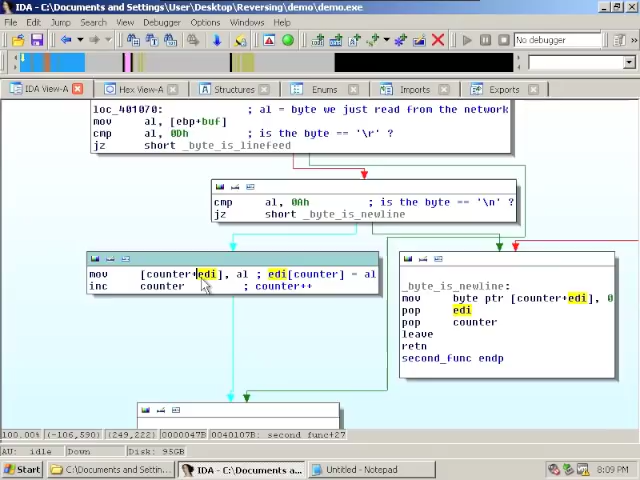 IDA - C:\Documents and Settings\User\Desktop\Reversing\demo\demo.exe
File Edit Jump Search View Debugger Options Windows Help
No debugger
IDA View-A Hex View-A Structures Enums Imports Exports
loc_401070: ; al = byte we just read from the network
mov al, [ebp+buf]
cmp al, 0Dh ; is the byte == '\r' ?
jz short _byte_is_linefeed
cmp al, 0Ah ; is the byte == '\n' ?
jz short _byte_is_newline
mov [counter+edi], al ; edi[counter] = al
inc counter ; counter++
_byte_is_newline:
mov byte ptr [counter+edi], 0
pop edi
pop counter
leave
retn
second_func endp
100.00% (-106,590) (249,222) 0000047B 0040107B: second func+27
AU: idle Down Disk: 95GB
Start C:\Documents and Settin... IDA - C:\Documents a... Untitled - Notepad 8:09 PM